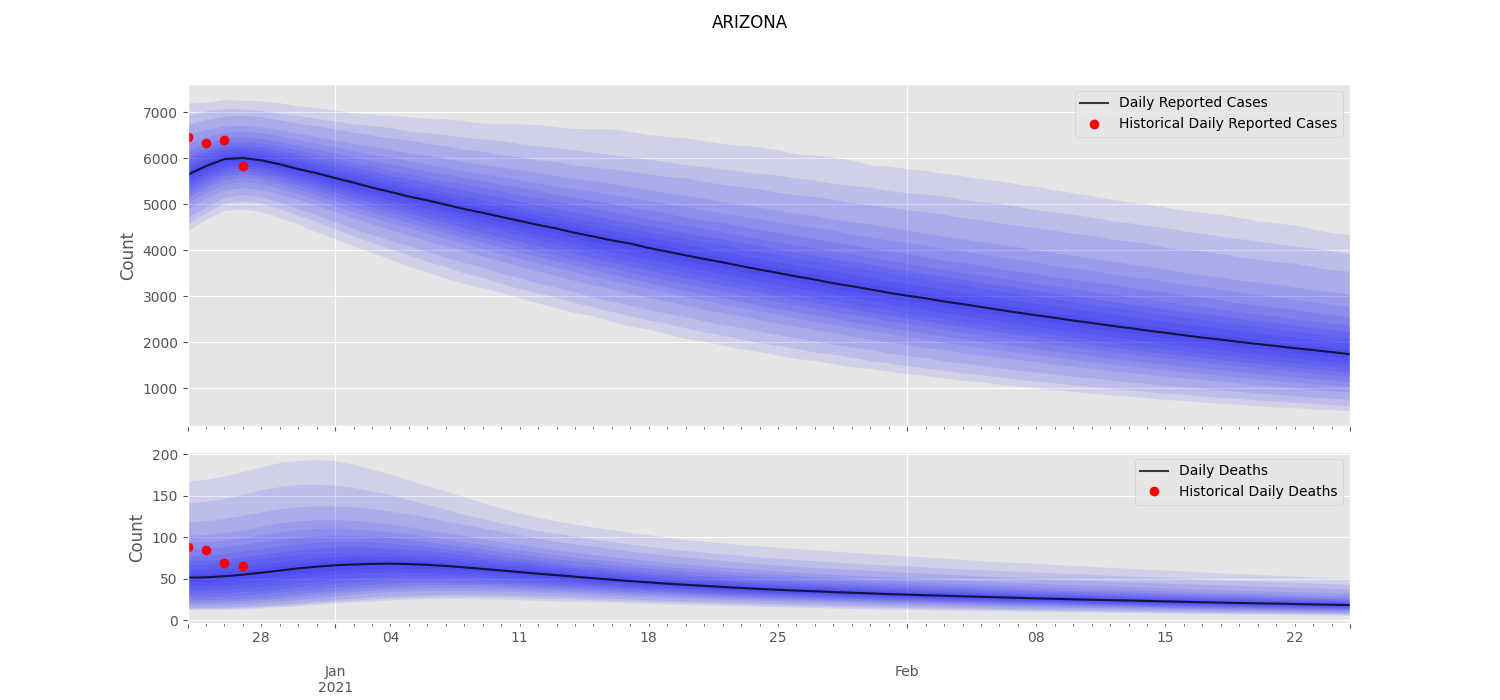 ARIZONA
Daily Reported Cases
Historical Daily Reported Cases
7000
6000
5000
4000
3000
2000
1000
Count
Daily Deaths
Historical Daily Deaths
200
150
100
50
0
Count
28 04 11 18 25 08 15 22
Jan Feb
2021